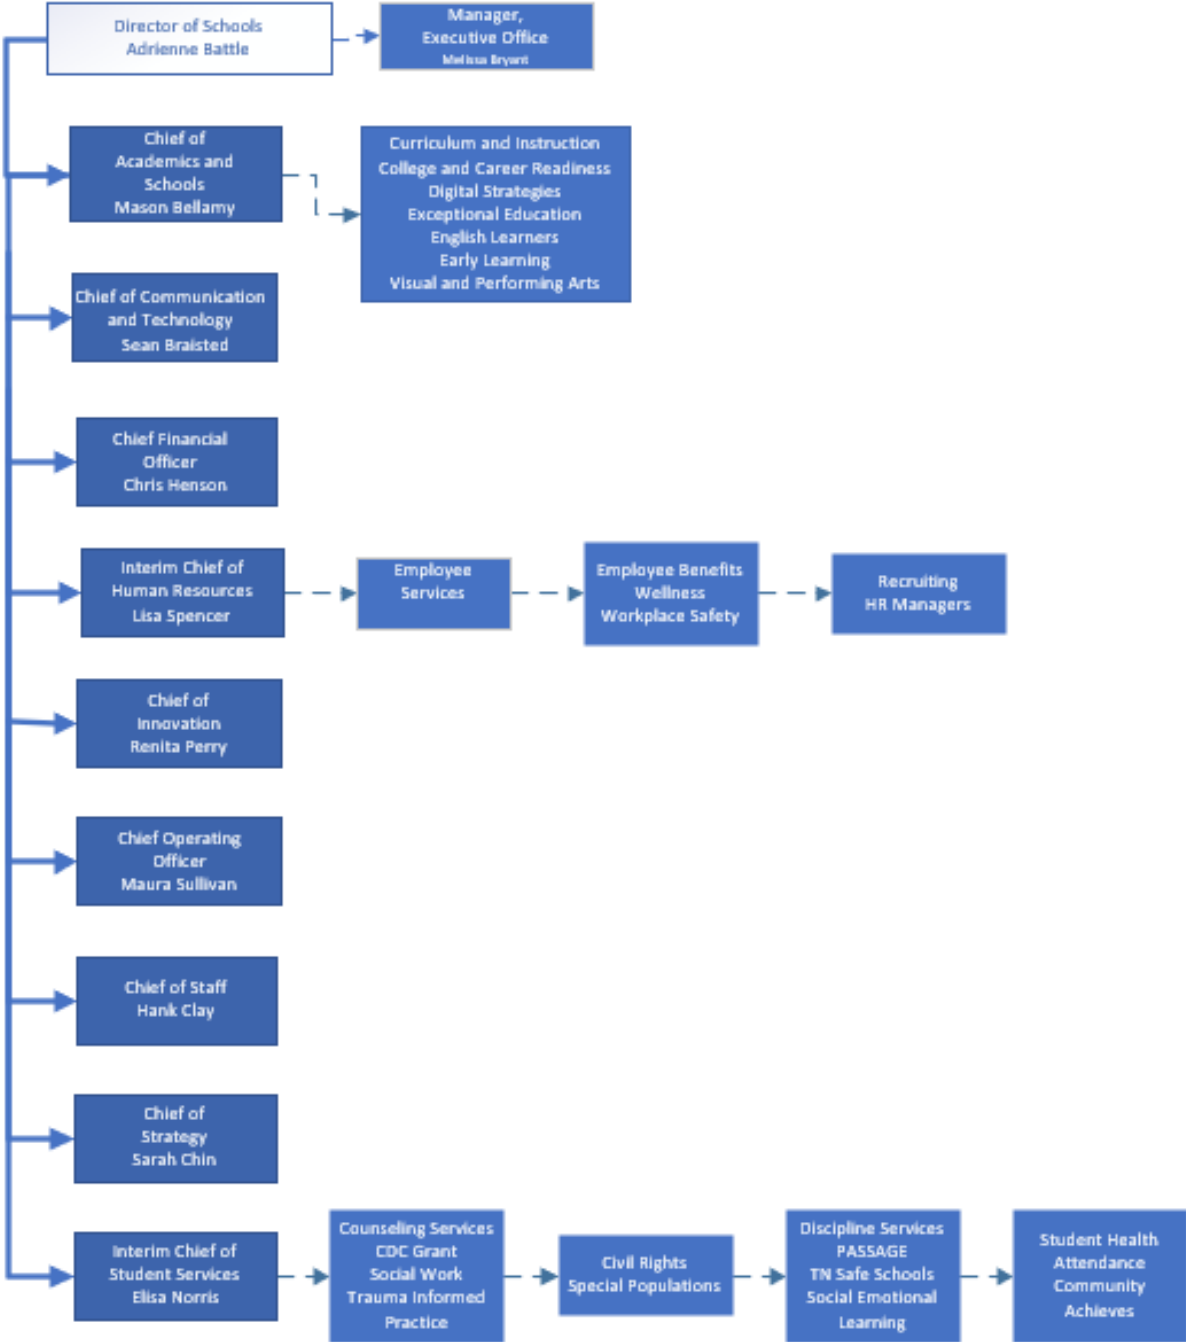 Director of Schools
Adrienne Battle
Manager,
Executive Office
Melissa Bryant
Chief of
Academics and
Schools
Mason Bellamy
Curriculum and Instruction
College and Career Readiness
Digital Strategies
Exceptional Education
English Learners
Early Learning
Visual and Performing Arts
Chief of Communication
and Technology
Sean Braisted
Chief Financial
Officer
Chris Henson
Interim Chief of
Human Resources
Lisa Spencer
Employee
Services
Employee Benefits
Wellness
Workplace Safety
Recruiting
HR Managers
Chief of
Innovation
Renita Perry
Chief Operating
Officer
Maura Sullivan
Chief of Staff
Hank Clay
Chief of
Strategy
Sarah Chin
Interim Chief of
Student Services
Elisa Norris
Counseling Services
CDC Grant
Social Work
Trauma Informed
Practice
Civil Rights
Special Populations
Discipline Services
PASSAGE
TN Safe Schools
Social Emotional
Learning
Student Health
Attendance
Community
Achieves